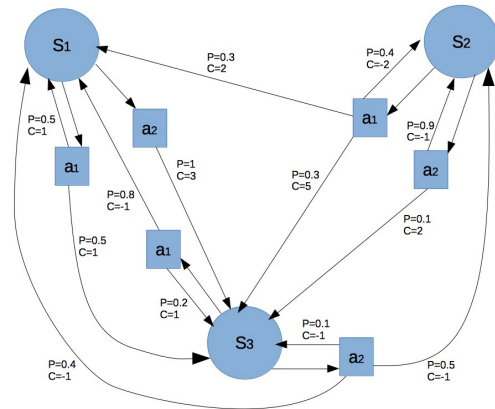 S1
S2
P=0.3
C=2
P=0.4
C=-2
a1
a2
P=0.5
C=1
P=0.9
C=-1
a1
P=1
C=3
a2
P=0.3
C=5
P=0.8
C=-1
P=0.1
C=2
P=0.5
C=1
a1
P=0.2
C=1
P=0.1
C=-1
S3
a2
P=0.4
C=-1
P=0.5
C=-1